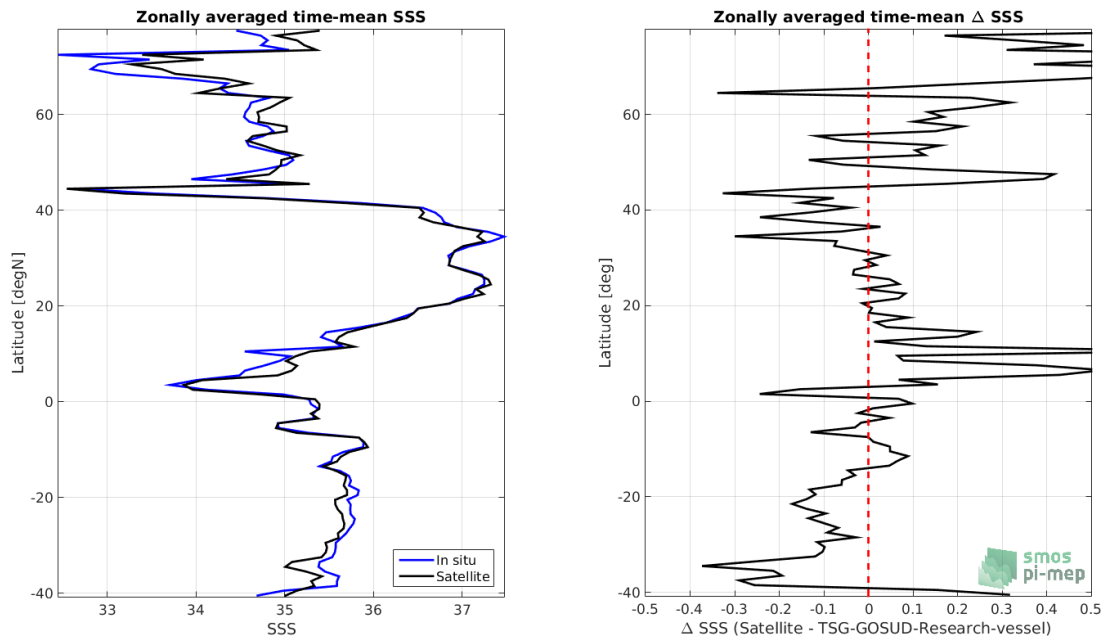 Zonally averaged time-mean SSS
60
40
20
0
-20
-40
Latitude [degN]
33
34
35
36
37
SSS
In situ
Satellite
Zonally averaged time-mean Δ SSS
60
40
20
0
-20
-40
Latitude [deg]
-0.5
-0.4
-0.3
-0.2
-0.1
0
0.1
0.2
0.3
0.4
0.5
Δ SSS (Satellite - TSG-GOSUD-Research-vessel)
smos
pi-mep